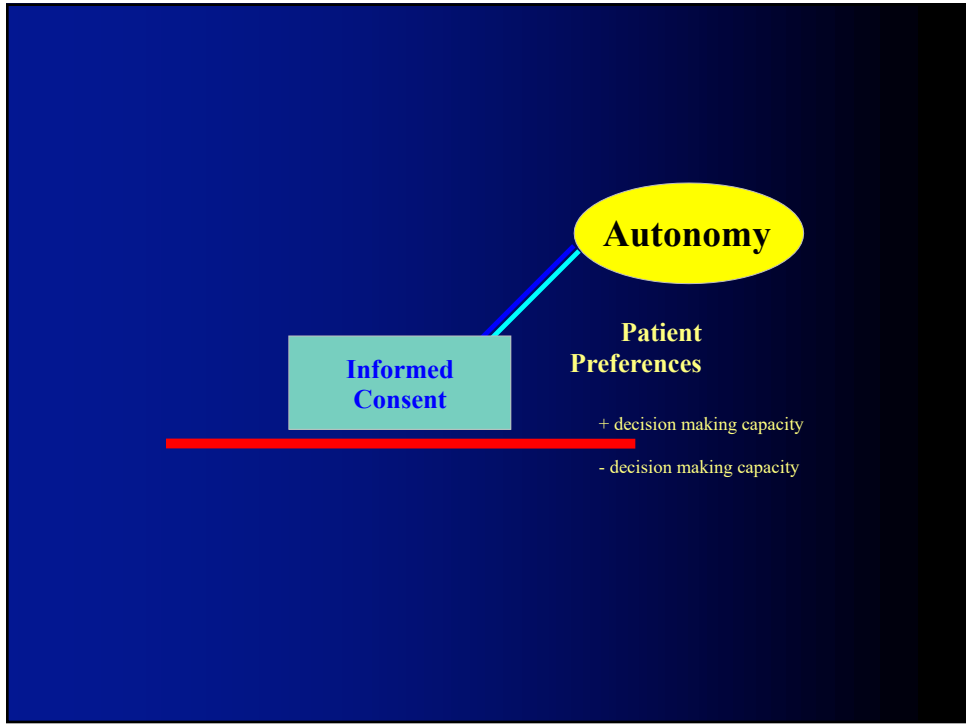 Autonomy
Patient
Preferences
Informed
Consent
+ decision making capacity
- decision making capacity